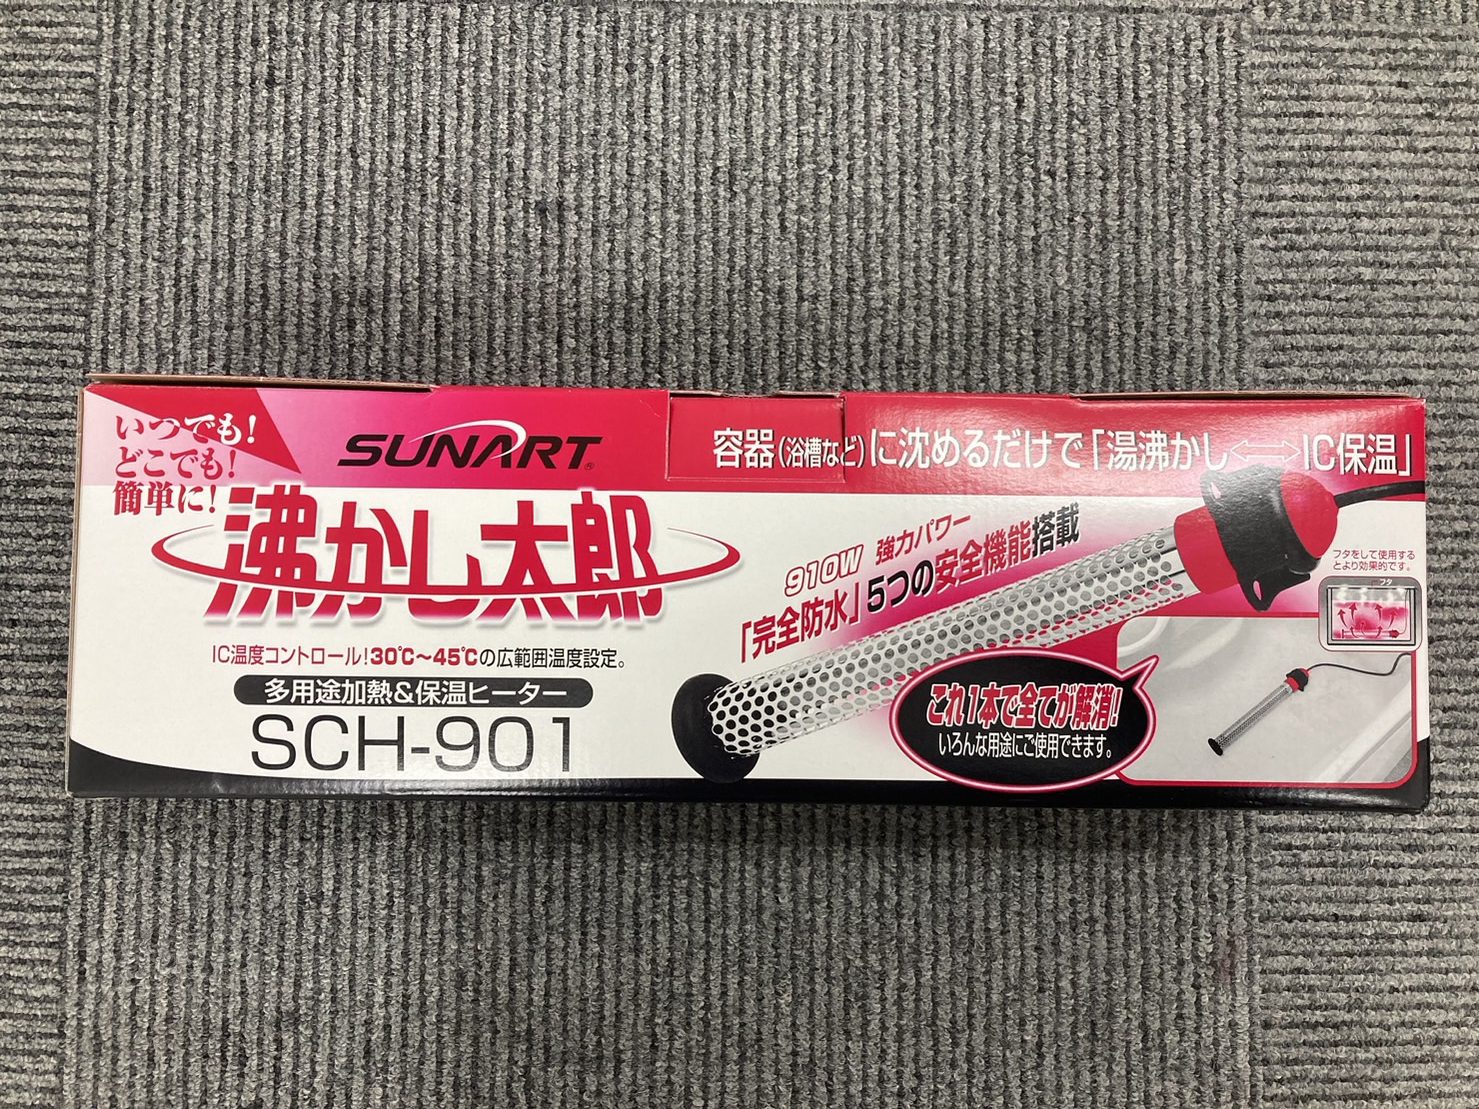 いつでも!
どこでも!
簡単に!
SUNART®
容器(浴槽など)に沈めるだけで「湯沸かし⇔IC保温」
沸かし太郎
910W 強力パワー
「完全防水」5つの安全機能搭載
IC温度コントロール!30℃〜45℃の広範囲温度設定。
多用途加熱&保温ヒーター
SCH-901
フタをして使用する
とより効果的です。
フタ
これ1本で全てが解消!
いろんな用途にご使用できます。